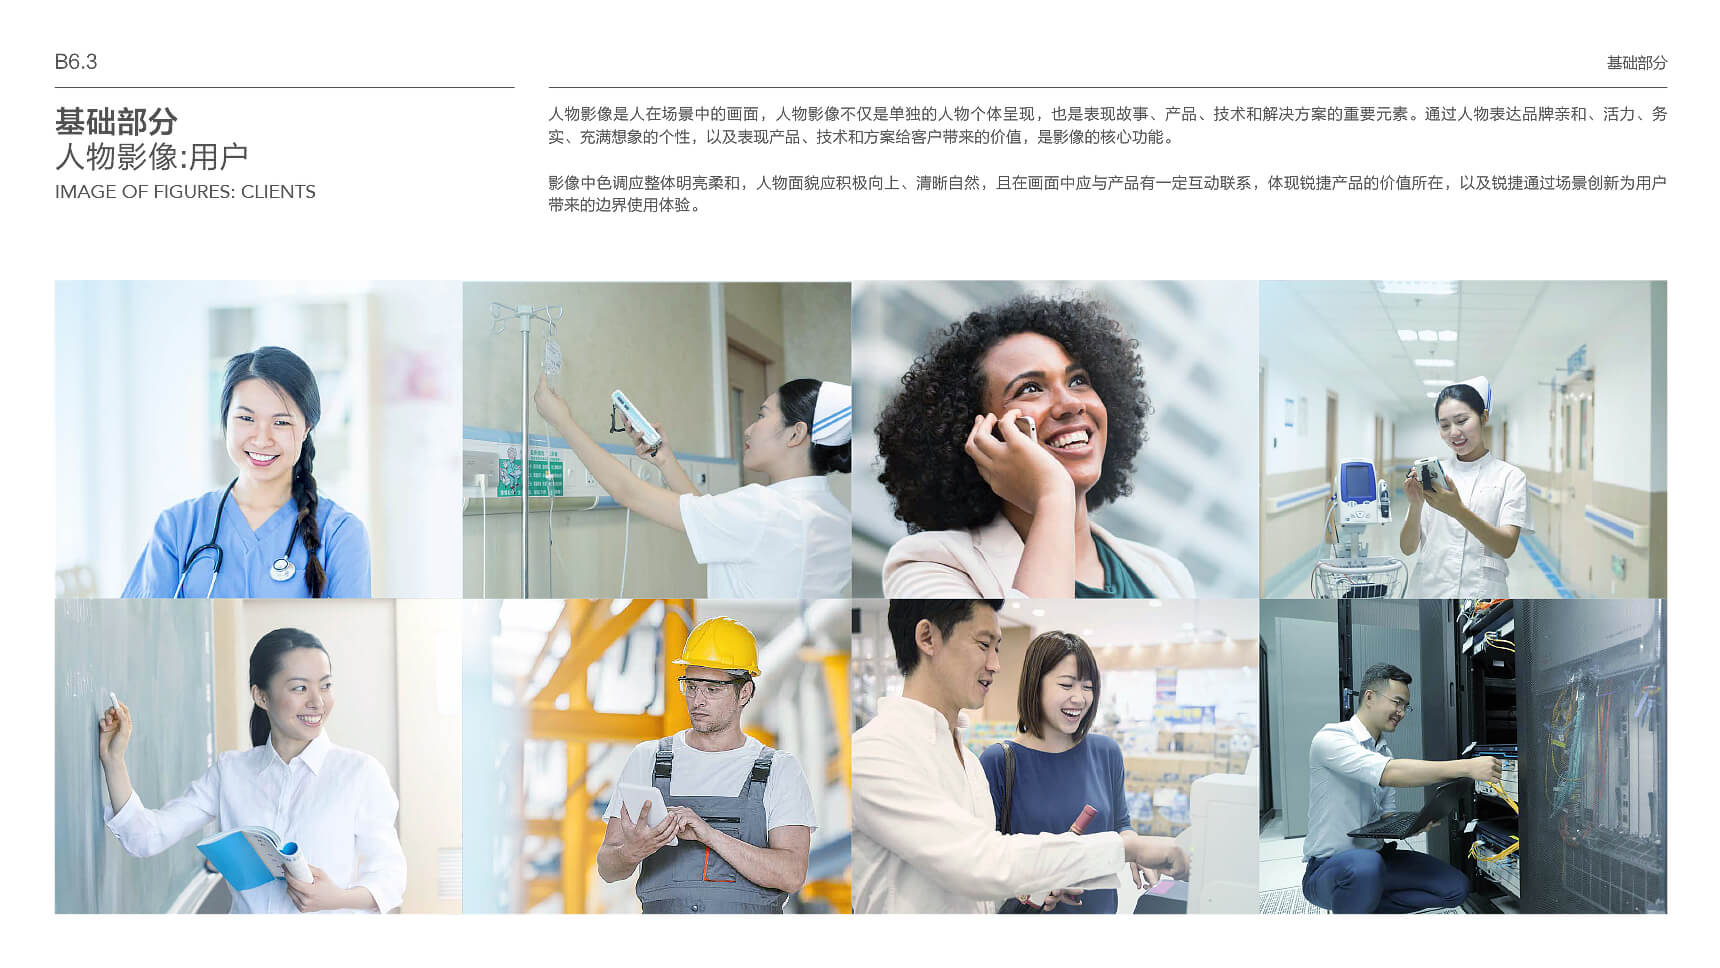 B6.3
基础部分
基础部分
人物影像:用户
IMAGE OF FIGURES: CLIENTS
人物影像是人在场景中的画面，人物影像不仅是单独的人物个体呈现，也是表现故事、产品、技术和解决方案的重要元素。通过人物表达品牌亲和、活力、务
实、充满想象的个性，以及表现产品、技术和方案给客户带来的价值，是影像的核心功能。
影像中色调应整体明亮柔和，人物面貌应积极向上、清晰自然，且在画面中应与产品有一定互动联系，体现锐捷产品的价值所在，以及锐捷通过场景创新为用户
带来的边界使用体验。